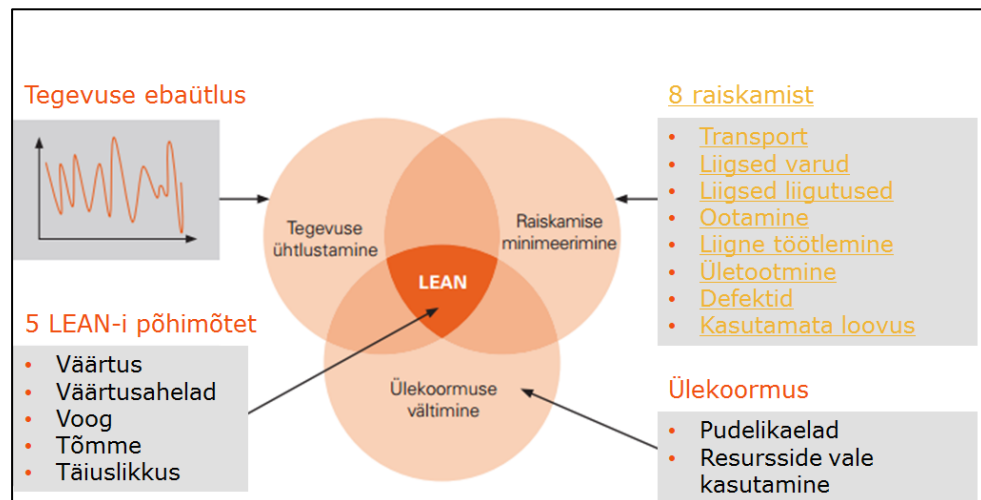 Tegevuse ebaütlus
8 raiskamist
• Transport
• Liigsed varud
• Liigsed liigutused
• Ootamine
• Liigne töötlemine
• Ületootmine
• Defektid
• Kasutamata loovus
Tegevuse
ühtlustamine
Raiskamise
minimeerimine
LEAN
Ülekoormuse
vältimine
5 LEAN-i põhimõtet
• Väärtus
• Väärtusahelad
• Voog
• Tõmme
• Täiuslikkus
Ülekoormus
• Pudelikaelad
• Resursside vale
kasutamine